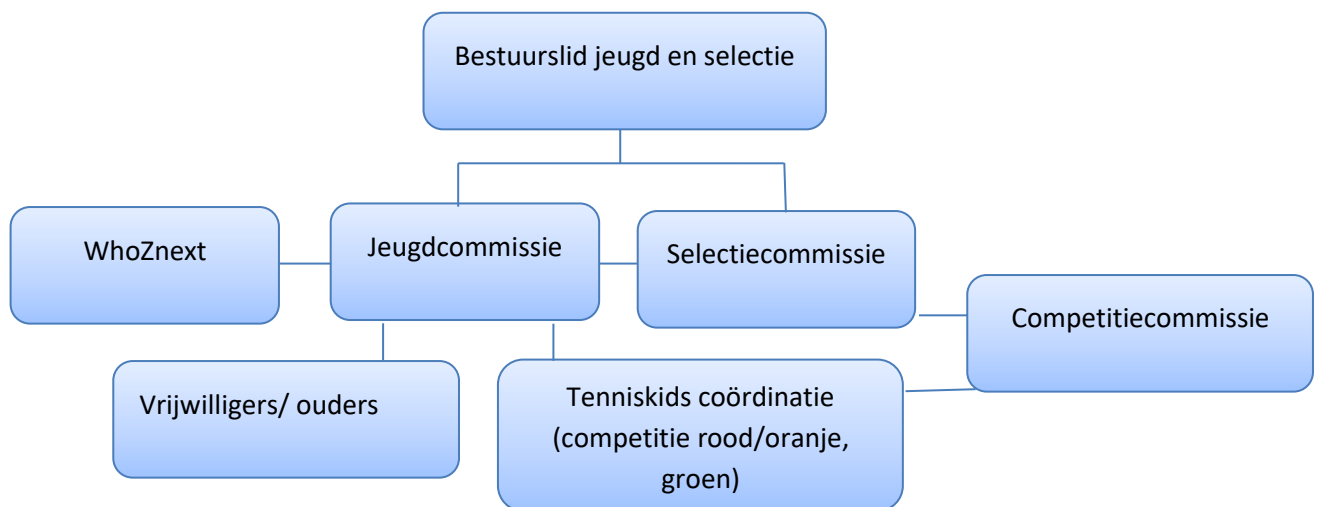 Bestuurslid jeugd en selectie
WhoZnext
Jeugdcommissie
Selectiecommissie
Competitiecommissie
Vrijwilligers/ ouders
Tenniskids coördinatie
(competitie rood/oranje,
groen)